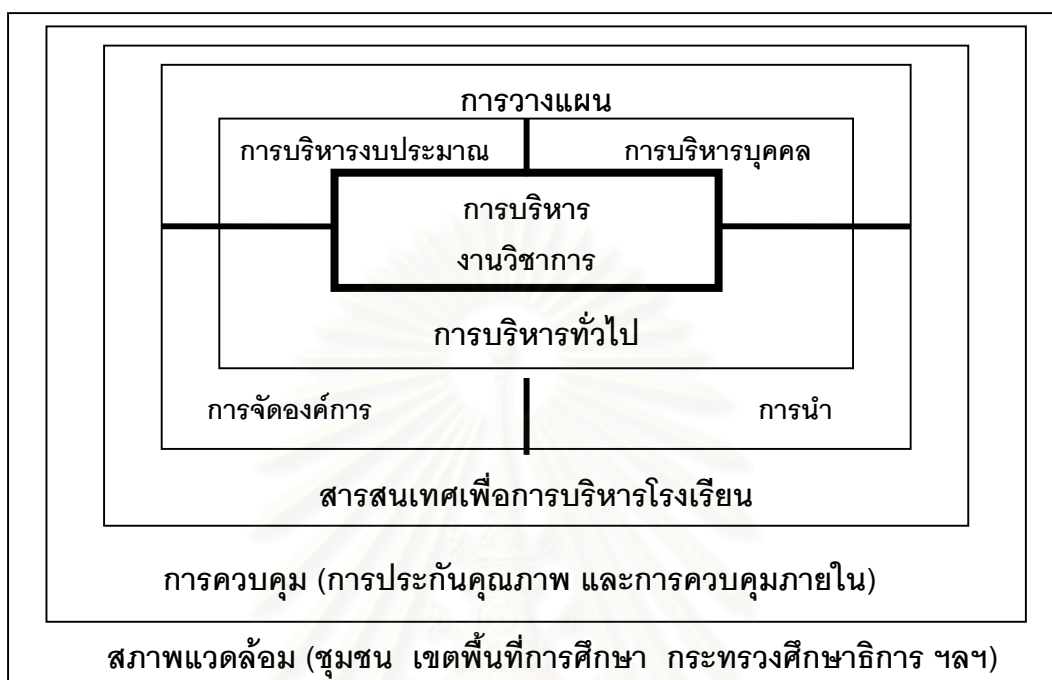 การวางแผน
การบริหารงบประมาณ
การบริหารบุคคล
การบริหาร
งานวิชาการ
การบริหารทั่วไป
การจัดองค์การ
การนำ
สารสนเทศเพื่อการบริหารโรงเรียน
การควบคุม (การประกันคุณภาพ และการควบคุมภายใน)
สภาพแวดล้อม (ชุมชน เขตพื้นที่การศึกษา กระทรวงศึกษาธิการ ฯลฯ)